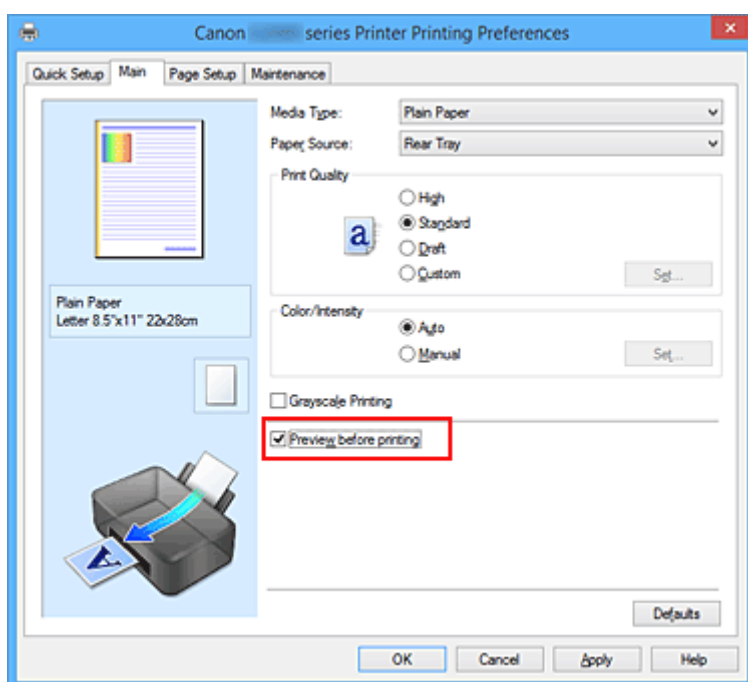 Canon series Printer Printing Preferences
Quick Setup Main Page Setup Maintenance
Media Type: Plain Paper
Paper Source: Rear Tray
Print Quality
High
Standard
Draft
Custom Set...
a
Plain Paper
Letter 8.5"x11" 22x28cm
Color/Intensity
Auto
Manual Set...
Grayscale Printing
Preview before printing
A
Defaults
OK Cancel Apply Help